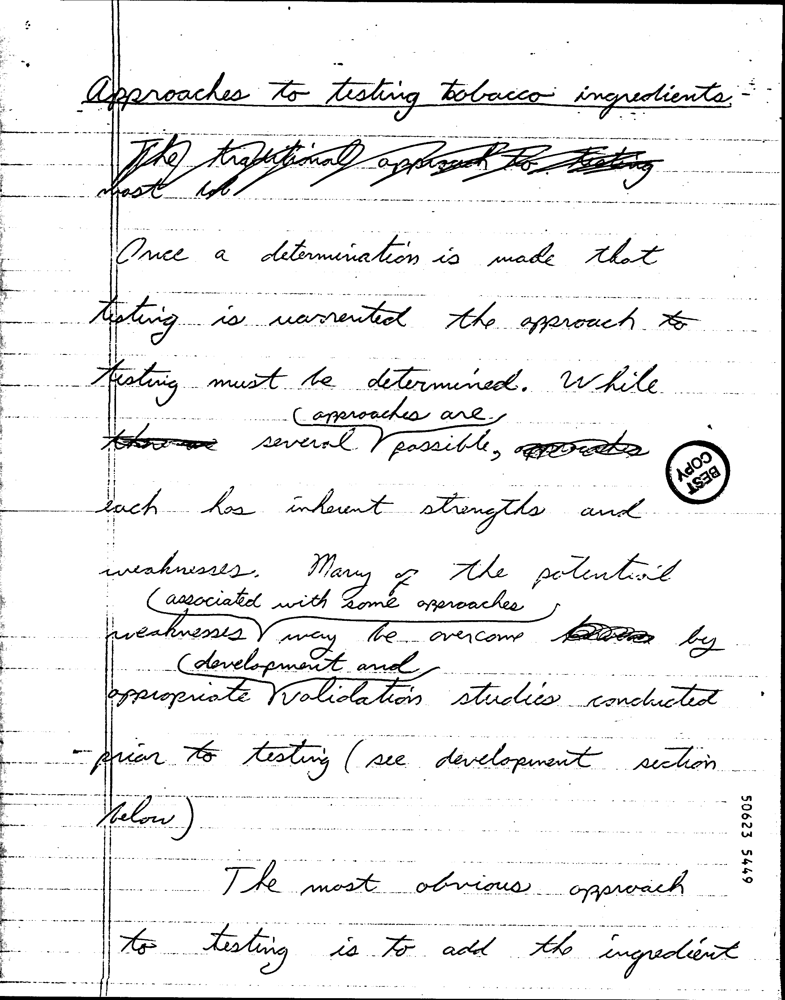 Approaches to testing tobacco ingredients. -
The traditional approach to testing
most
Once a determination is made that
testing is warrented the approach to
testing must be determined. While
(approaches are
there are several possible, approaches
BEST
COPY
each has inherent strengths and
weaknesses. Many of the potential
(associated with some approaches
weaknesses may be overcome by
(development and
appropriate validation studies conducted
- prior to testing (see development section
below)
50623 5449
The most obvious approach
to testing is to add the ingredient